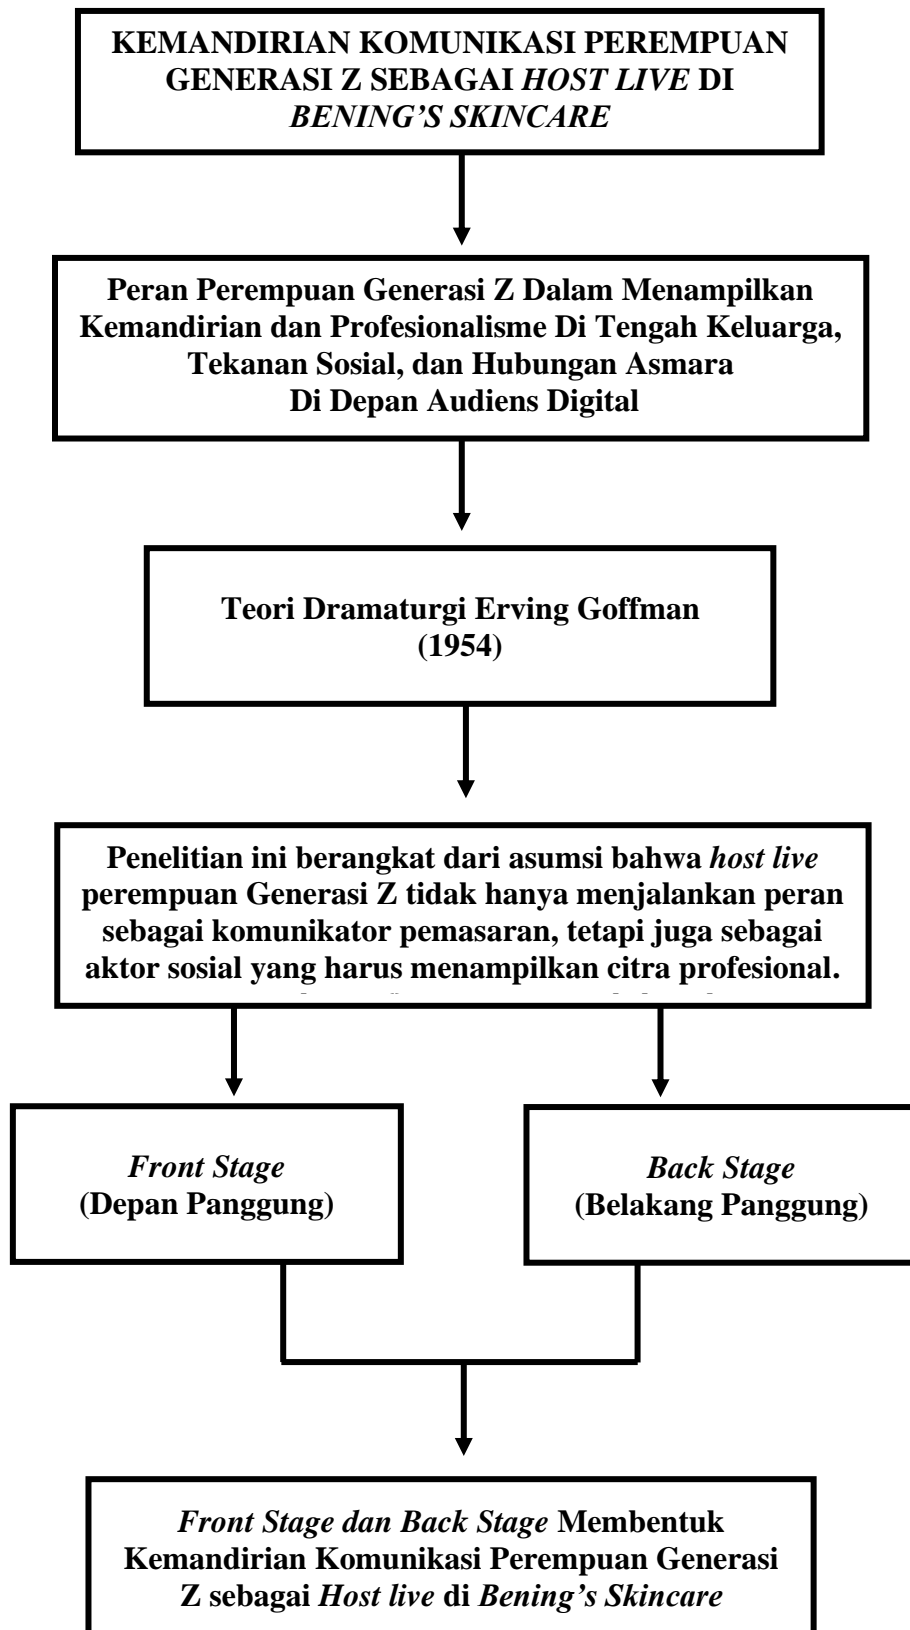 KEMANDIRIAN KOMUNIKASI PEREMPUAN
GENERASI Z SEBAGAI HOST LIVE DI
BENING'S SKINCARE
Peran Perempuan Generasi Z Dalam Menampilkan
Kemandirian dan Profesionalisme Di Tengah Keluarga,
Tekanan Sosial, dan Hubungan Asmara
Di Depan Audiens Digital
Teori Dramaturgi Erving Goffman
(1954)
Penelitian ini berangkat dari asumsi bahwa host live
perempuan Generasi Z tidak hanya menjalankan peran
sebagai komunikator pemasaran, tetapi juga sebagai
aktor sosial yang harus menampilkan citra profesional.
Front Stage
(Depan Panggung)
Back Stage
(Belakang Panggung)
Front Stage dan Back Stage Membentuk
Kemandirian Komunikasi Perempuan Generasi
Z sebagai Host live di Bening's Skincare